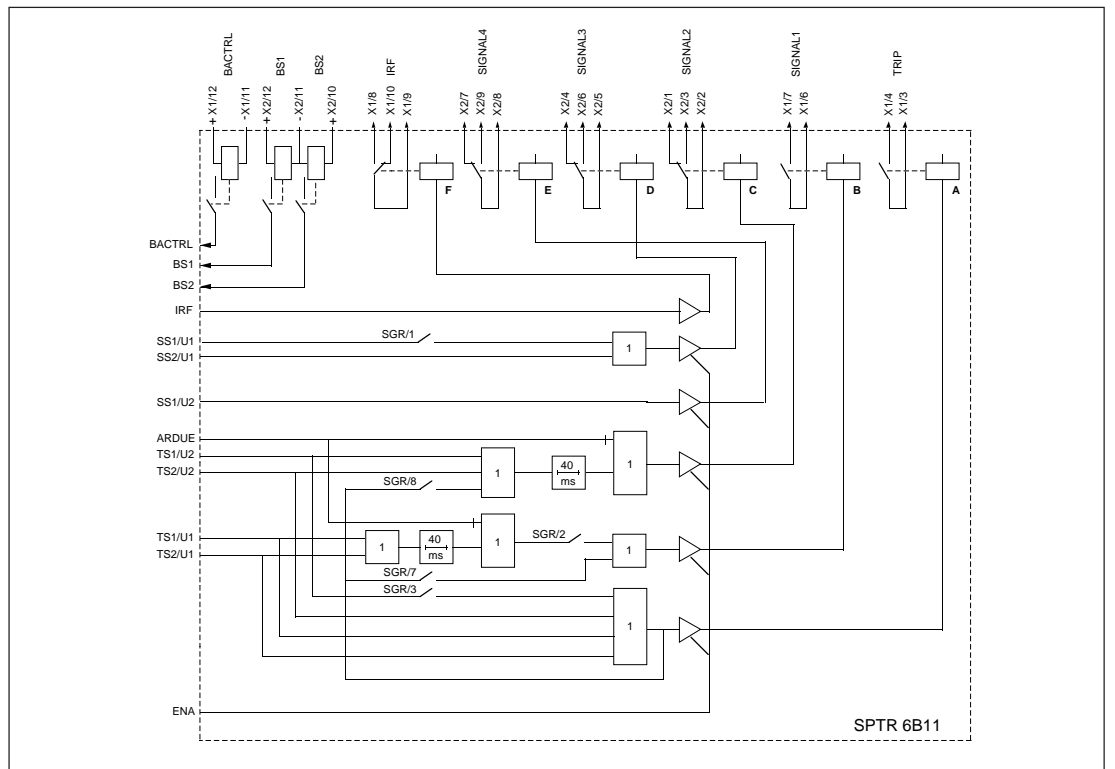 BACTRL
BS1
BS2
IRF
SIGNAL4
SIGNAL3
SIGNAL2
SIGNAL1
TRIP
+ X1/12
- X1/11
+ X2/12
- X2/11
+ X2/10
X1/8
X1/10
X1/9
X2/7
X2/9
X2/8
X2/4
X2/6
X2/5
X2/1
X2/3
X2/2
X1/7
X1/6
X1/4
X1/3
F
E
D
C
B
A
BACTRL
BS1
BS2
IRF
SS1/U1
SGR/1
1
SS2/U1
SS1/U2
ARDUE
TS1/U2
TS2/U2
1
40
ms
1
SGR/8
TS1/U1
TS2/U1
1
40
ms
1
SGR/2
1
SGR/7
SGR/3
1
ENA
SPTR 6B11